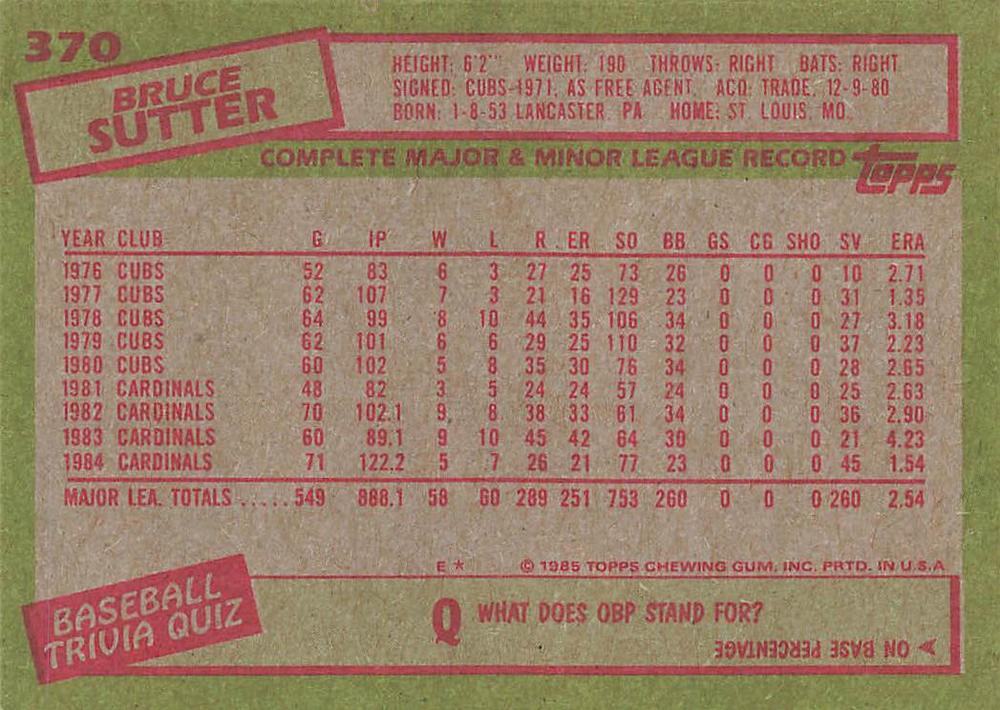 370
BRUCE
SUTTER
HEIGHT: 6'2" WEIGHT: 190 THROWS: RIGHT BATS: RIGHT
SIGNED: CUBS-1971, AS FREE AGENT, ACQ: TRADE, 12-9-80
BORN: 1-8-53 LANCASTER, PA HOME: ST. LOUIS, MO.
COMPLETE MAJOR & MINOR LEAGUE RECORD topps
YEAR CLUB G IP W L R ER SO BB GS CG SHO SV ERA
1976 CUBS 52 83 6 3 27 25 73 26 0 0 0 10 2.71
1977 CUBS 62 107 7 3 21 16 129 23 0 0 0 31 1.35
1978 CUBS 64 99 8 10 44 35 106 34 0 0 0 27 3.18
1979 CUBS 62 101 6 6 29 25 110 32 0 0 0 37 2.23
1980 CUBS 60 102 5 8 35 30 76 34 0 0 0 28 2.65
1981 CARDINALS 48 82 3 5 24 24 57 24 0 0 0 25 2.63
1982 CARDINALS 70 102.1 9 8 38 33 61 34 0 0 0 36 2.90
1983 CARDINALS 60 89.1 9 10 45 42 64 30 0 0 0 21 4.23
1984 CARDINALS 71 122.2 5 7 26 21 77 23 0 0 0 45 1.54
MAJOR LEA. TOTALS ..... 549 888.1 58 60 289 251 753 260 0 0 0 260 2.54
E * © 1985 TOPPS CHEWING GUM, INC. PRTD. IN U.S.A
BASEBALL
TRIVIA QUIZ
Q WHAT DOES OBP STAND FOR?
ON BASE PERCENTAGE